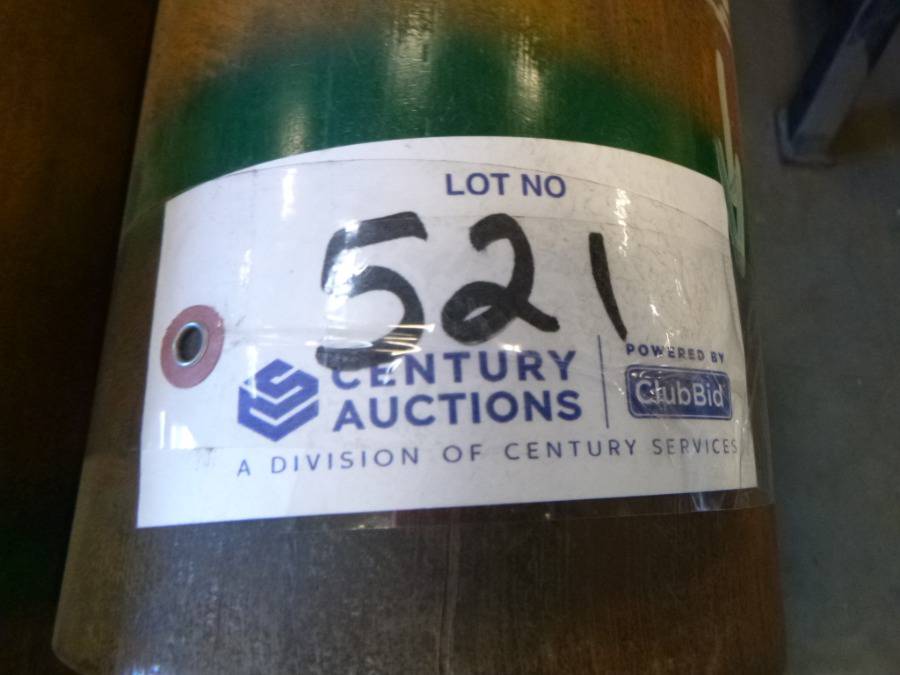 LOT NO
521
CENTURY
AUCTIONS
POWERED BY
ClubBid
A DIVISION OF CENTURY SERVICES